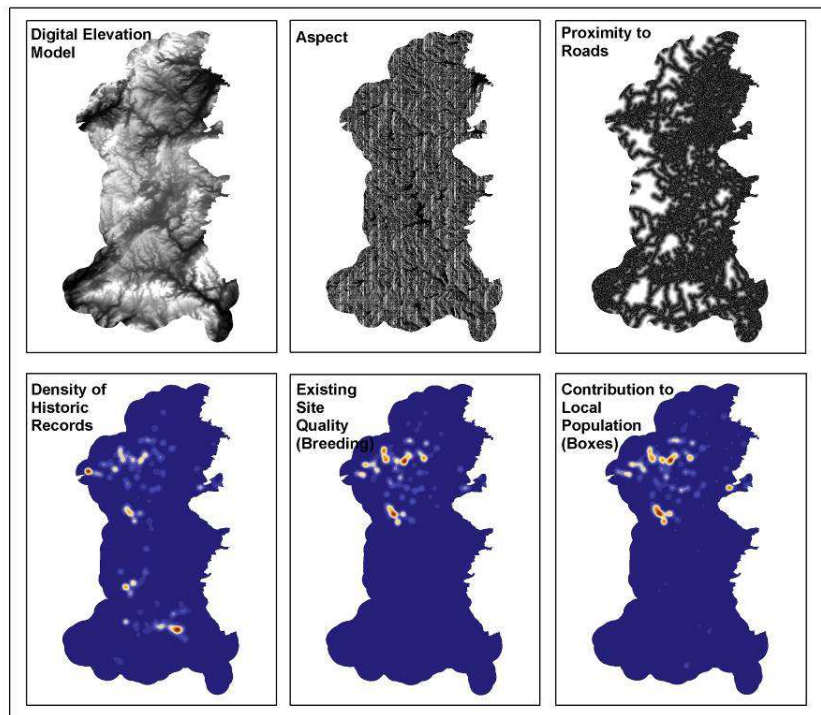 Digital Elevation
Model
Aspect
Proximity to
Roads
Density of
Historic
Records
Existing
Site
Quality
(Breeding)
Contribution to
Local
Population
(Boxes)